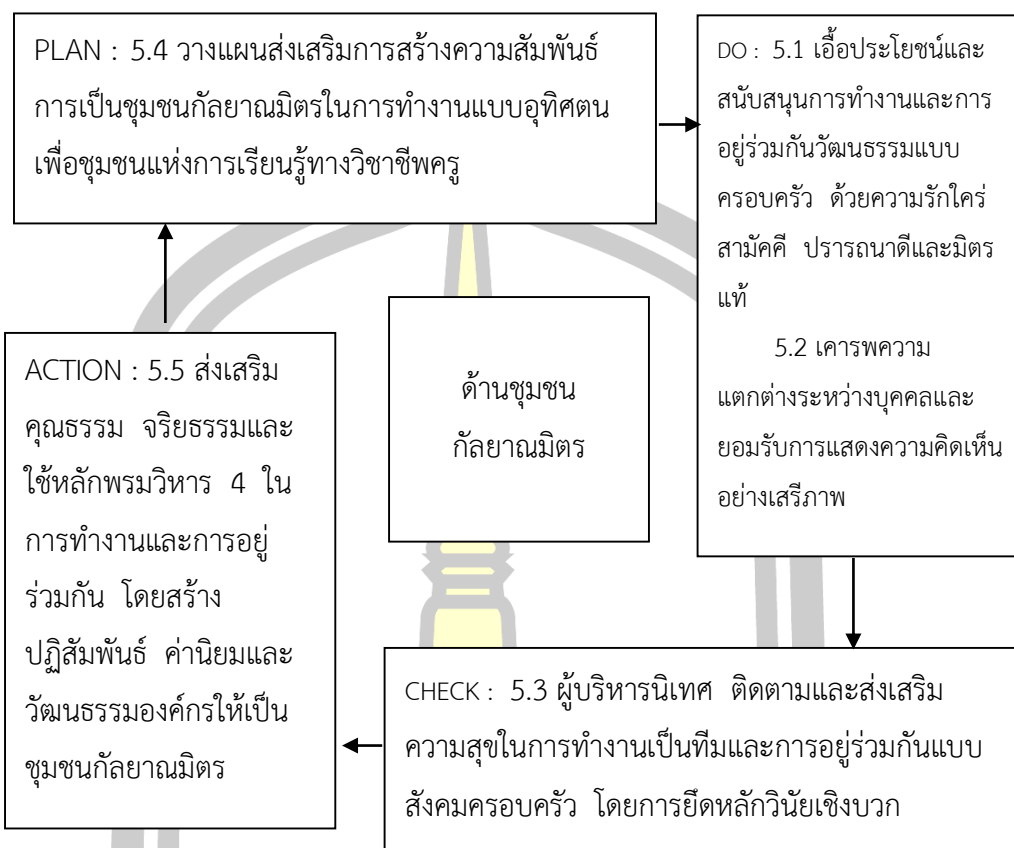 PLAN : 5.4 วางแผนส่งเสริมการสร้างความสัมพันธ์
การเป็นชุมชนกัลยาณมิตรในการทำงานแบบอุทิศตน
เพื่อชุมชนแห่งการเรียนรู้ทางวิชาชีพครู
DO : 5.1 เอื้อประโยชน์และ
สนับสนุนการทำงานและการ
อยู่ร่วมกันวัฒนธรรมแบบ
ครอบครัว ด้วยความรักใคร่
สามัคคี ปรารถนาดีและมิตร
แท้
5.2 เคารพความ
แตกต่างระหว่างบุคคลและ
ยอมรับการแสดงความคิดเห็น
อย่างเสรีภาพ
ด้านชุมชน
กัลยาณมิตร
CHECK : 5.3 ผู้บริหารนิเทศ ติดตามและส่งเสริม
ความสุขในการทำงานเป็นทีมและการอยู่ร่วมกันแบบ
สังคมครอบครัว โดยการยึดหลักวินัยเชิงบวก
ACTION : 5.5 ส่งเสริม
คุณธรรม จริยธรรมและ
ใช้หลักพรมวิหาร 4 ใน
การทำงานและการอยู่
ร่วมกัน โดยสร้าง
ปฏิสัมพันธ์ ค่านิยมและ
วัฒนธรรมองค์กรให้เป็น
ชุมชนกัลยาณมิตร